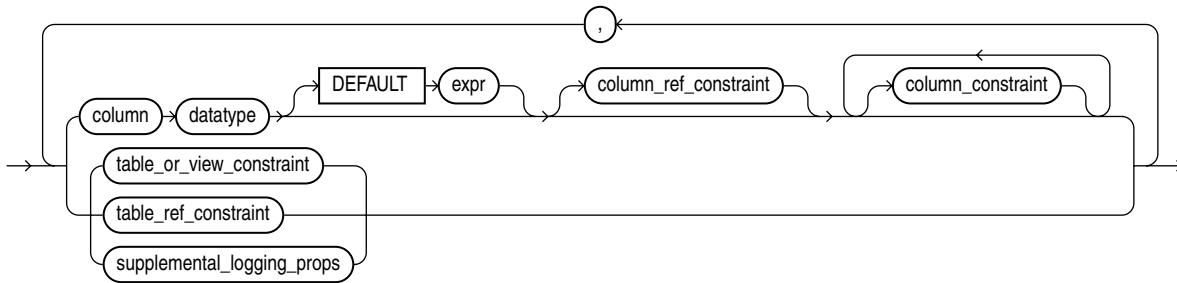 ,
DEFAULT expr column_ref_constraint column_constraint
column datatype
table_or_view_constraint
table_ref_constraint
supplemental_logging_props